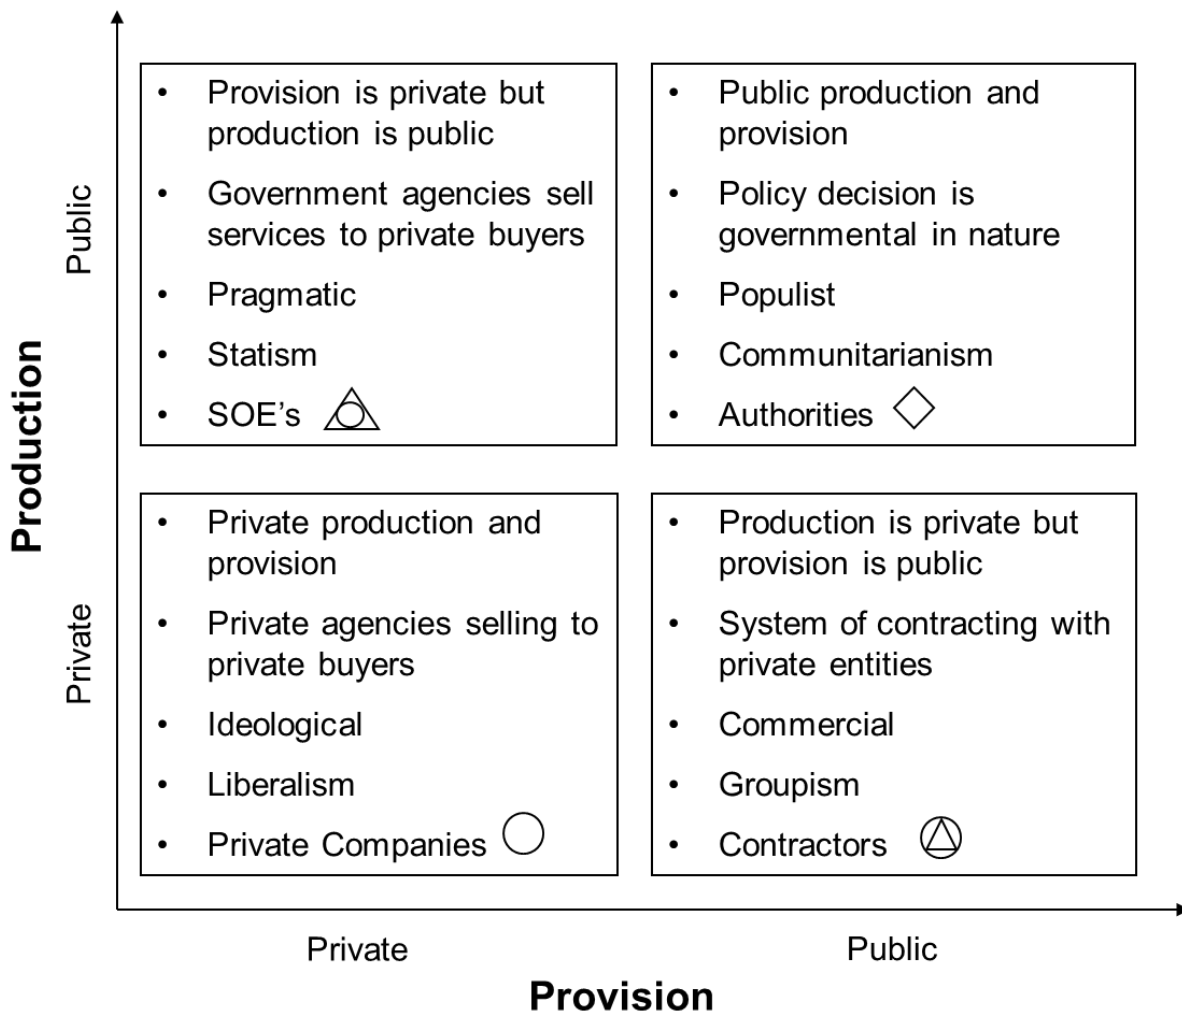 Production
Public
• Provision is private but
production is public
• Government agencies sell
services to private buyers
• Pragmatic
• Statism
• SOE’s
• Public production and
provision
• Policy decision is
governmental in nature
• Populist
• Communitarianism
• Authorities
Private
• Private production and
provision
• Private agencies selling to
private buyers
• Ideological
• Liberalism
• Private Companies
• Production is private but
provision is public
• System of contracting with
private entities
• Commercial
• Groupism
• Contractors
Private
Public
Provision